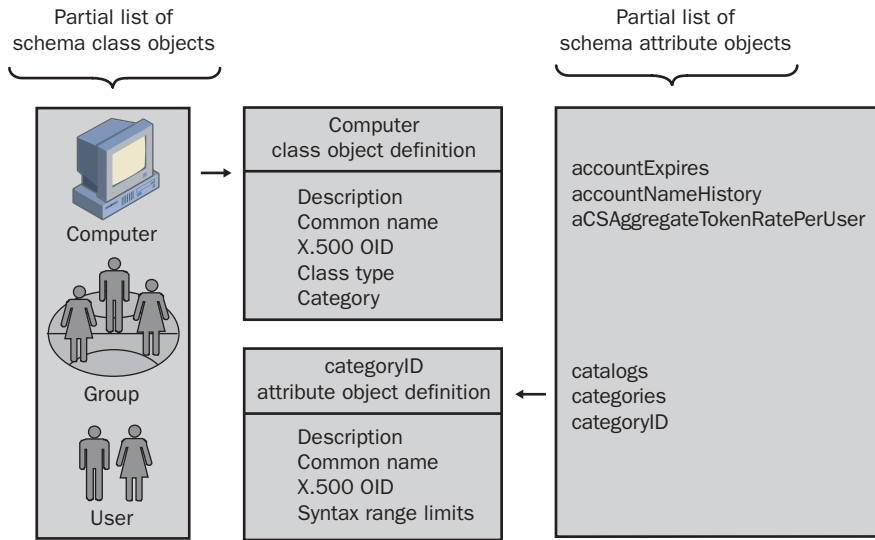 Partial list of
schema class objects
Partial list of
schema attribute objects
Computer
Group
User
Computer
class object definition
Description
Common name
X.500 OID
Class type
Category
categoryID
attribute object definition
Description
Common name
X.500 OID
Syntax range limits
accountExpires
accountNameHistory
aCSAggregateTokenRatePerUser
catalogs
categories
categoryID